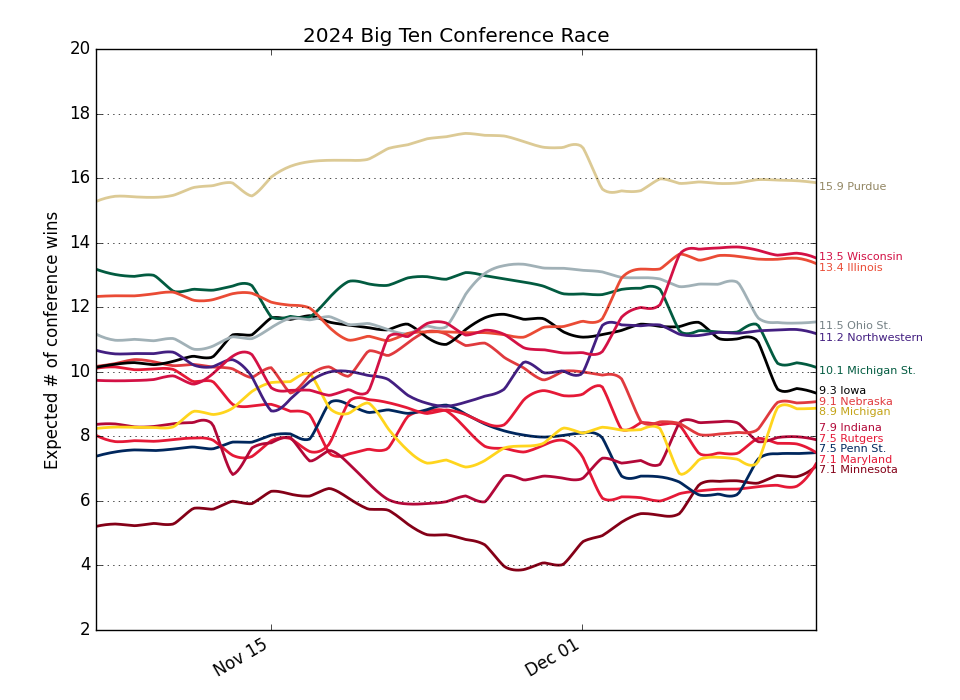 2024 Big Ten Conference Race
Expected # of conference wins
20
18
16
14
12
10
8
6
4
2
Nov 15
Dec 01
15.9 Purdue
13.5 Wisconsin
13.4 Illinois
11.5 Ohio St.
11.2 Northwestern
10.1 Michigan St.
9.3 Iowa
9.1 Nebraska
8.9 Michigan
7.9 Indiana
7.5 Rutgers
7.5 Penn St.
7.1 Maryland
7.1 Minnesota